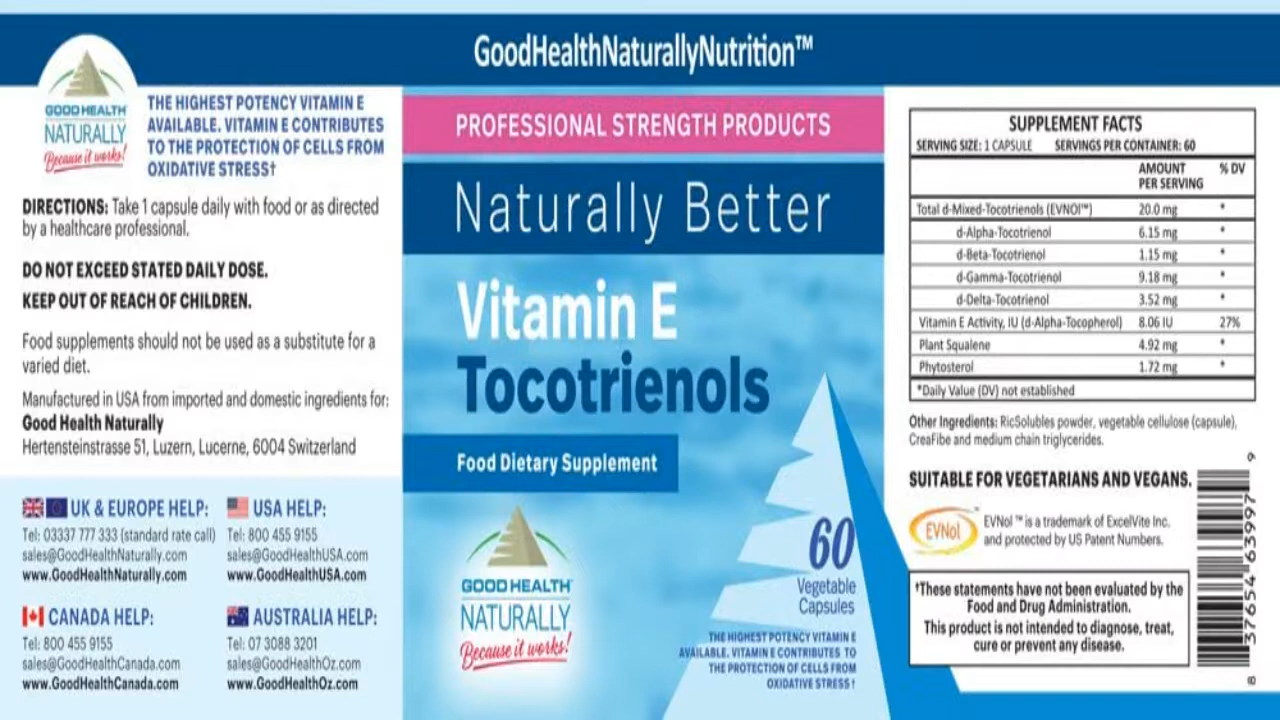 GoodHealthNaturallyNutrition™
GOOD HEALTH
NATURALLY
Because it works!
THE HIGHEST POTENCY VITAMIN E
AVAILABLE. VITAMIN E CONTRIBUTES
TO THE PROTECTION OF CELLS FROM
OXIDATIVE STRESS†
DIRECTIONS: Take 1 capsule daily with food or as directed
by a healthcare professional.
DO NOT EXCEED STATED DAILY DOSE.
KEEP OUT OF REACH OF CHILDREN.
Food supplements should not be used as a substitute for a
varied diet.
Manufactured in USA from imported and domestic ingredients for:
Good Health Naturally
Hertensteinstrasse 51, Luzern, Lucerne, 6004 Switzerland
UK & EUROPE HELP:
Tel: 03337 777 333 (standard rate call)
sales@GoodHealthNaturally.com
www.GoodHealthNaturally.com
USA HELP:
Tel: 800 455 9155
sales@GoodHealthUSA.com
www.GoodHealthUSA.com
CANADA HELP:
Tel: 800 455 9155
sales@GoodHealthCanada.com
www.GoodHealthCanada.com
AUSTRALIA HELP:
Tel: 07 3088 3201
sales@GoodHealthOz.com
www.GoodHealthOz.com
PROFESSIONAL STRENGTH PRODUCTS
Naturally Better
Vitamin E
Tocotrienols
Food Dietary Supplement
GOOD HEALTH
NATURALLY
Because it works!
60
Vegetable
Capsules
THE HIGHEST POTENCY VITAMIN E
AVAILABLE. VITAMIN E CONTRIBUTES TO
THE PROTECTION OF CELLS FROM
OXIDATIVE STRESS†
SUPPLEMENT FACTS
SERVING SIZE: 1 CAPSULE SERVINGS PER CONTAINER: 60
AMOUNT
PER SERVING
% DV
Total d-Mixed-Tocotrienols (EVNOl™) 20.0 mg *
d-Alpha-Tocotrienol 6.15 mg *
d-Beta-Tocotrienol 1.15 mg *
d-Gamma-Tocotrienol 9.18 mg *
d-Delta-Tocotrienol 3.52 mg *
Vitamin E Activity, IU (d-Alpha-Tocopherol) 8.06 IU 27%
Plant Squalene 4.92 mg *
Phytosterol 1.72 mg *
*Daily Value (DV) not established
Other Ingredients: RicSolubles powder, vegetable cellulose (capsule),
CreaFibe and medium chain triglycerides.
SUITABLE FOR VEGETARIANS AND VEGANS.
EVNol™
EVNol ™ is a trademark of ExcelVite Inc.
and protected by US Patent Numbers.
†These statements have not been evaluated by the
Food and Drug Administration.
This product is not intended to diagnose, treat,
cure or prevent any disease.
8 37654 63997 9